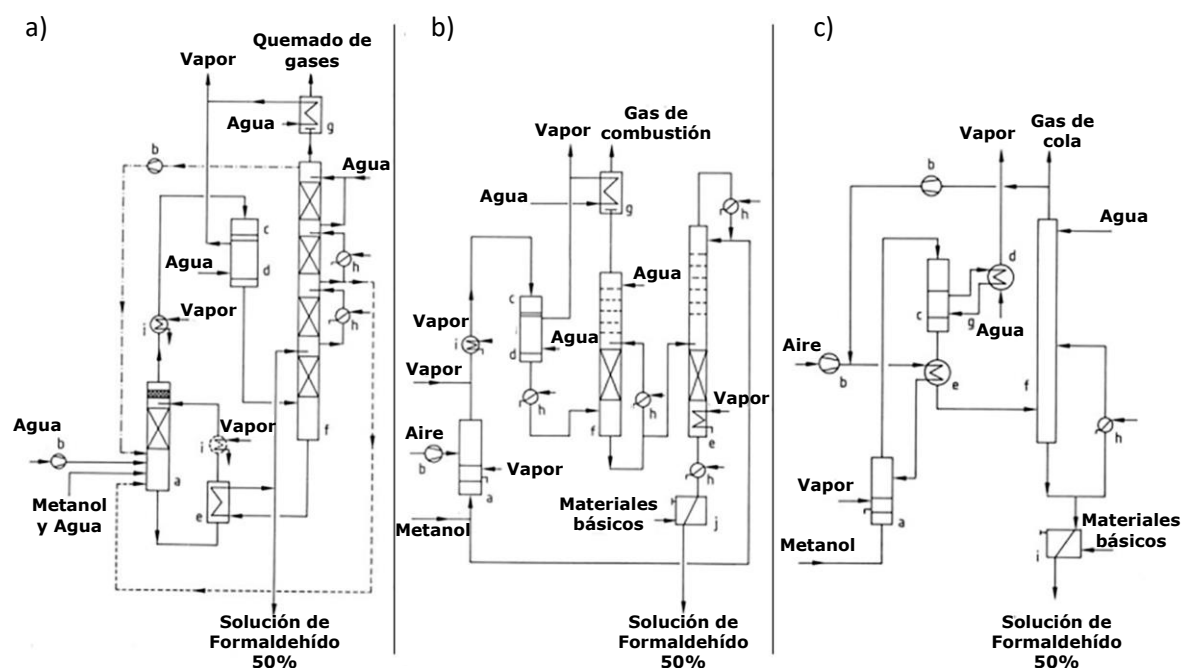 a)
Quemado de
gases
Vapor
Agua
g
b
Agua
c
Agua
d
h
Vapor
i
h
Agua
b
Vapor
i
f
a
Metanol
y Agua
e
Solución de
Formaldehído
50%
b)
Gas de
combustión
Vapor
Agua
g
h
Agua
c
Vapor
i
Agua
d
Vapor
h
h
Vapor
f
e
Aire
b
Vapor
h
a
Materiales
básicos
Metanol
j
Solución de
Formaldehído
50%
c)
Gas de
cola
Vapor
b
Agua
d
c
g
Agua
Aire
b
e
f
h
Vapor
a
Materiales
básicos
Metanol
i
Solución de
Formaldehído
50%